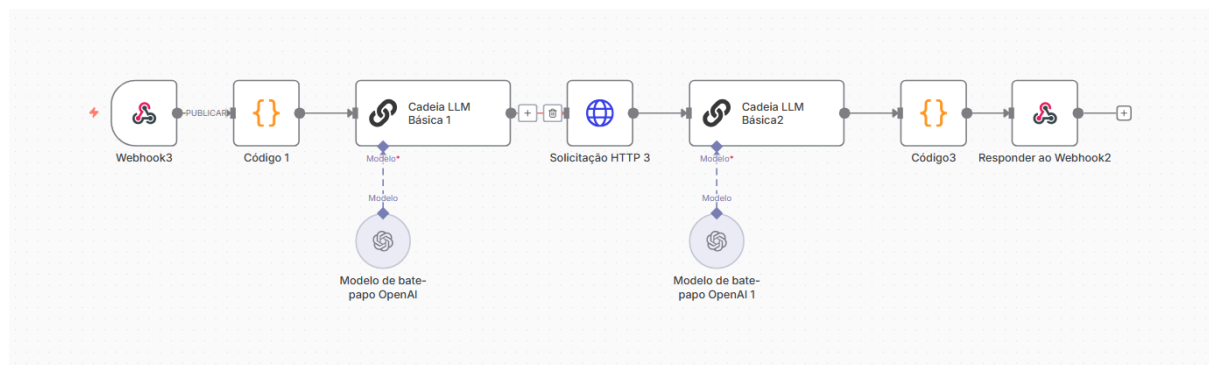 Cadeia LLM
Básica 1
Cadeia LLM
Básica2
PUBLICAR
Webhook3
Código 1
Modelo*
Solicitação HTTP 3
Modelo*
Código3
Responder ao Webhook2
Modelo
Modelo
Modelo de bate-
papo OpenAI
Modelo de bate-
papo OpenAI 1